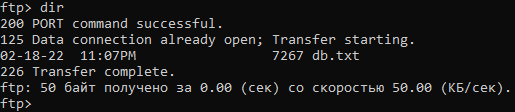 ftp> dir
200 PORT command successful.
125 Data connection already open; Transfer starting.
02-18-22  11:07PM                 7267 db.txt
226 Transfer complete.
ftp: 50 байт получено за 0.00 (сек) со скоростью 50.00 (КБ/сек).
ftp>